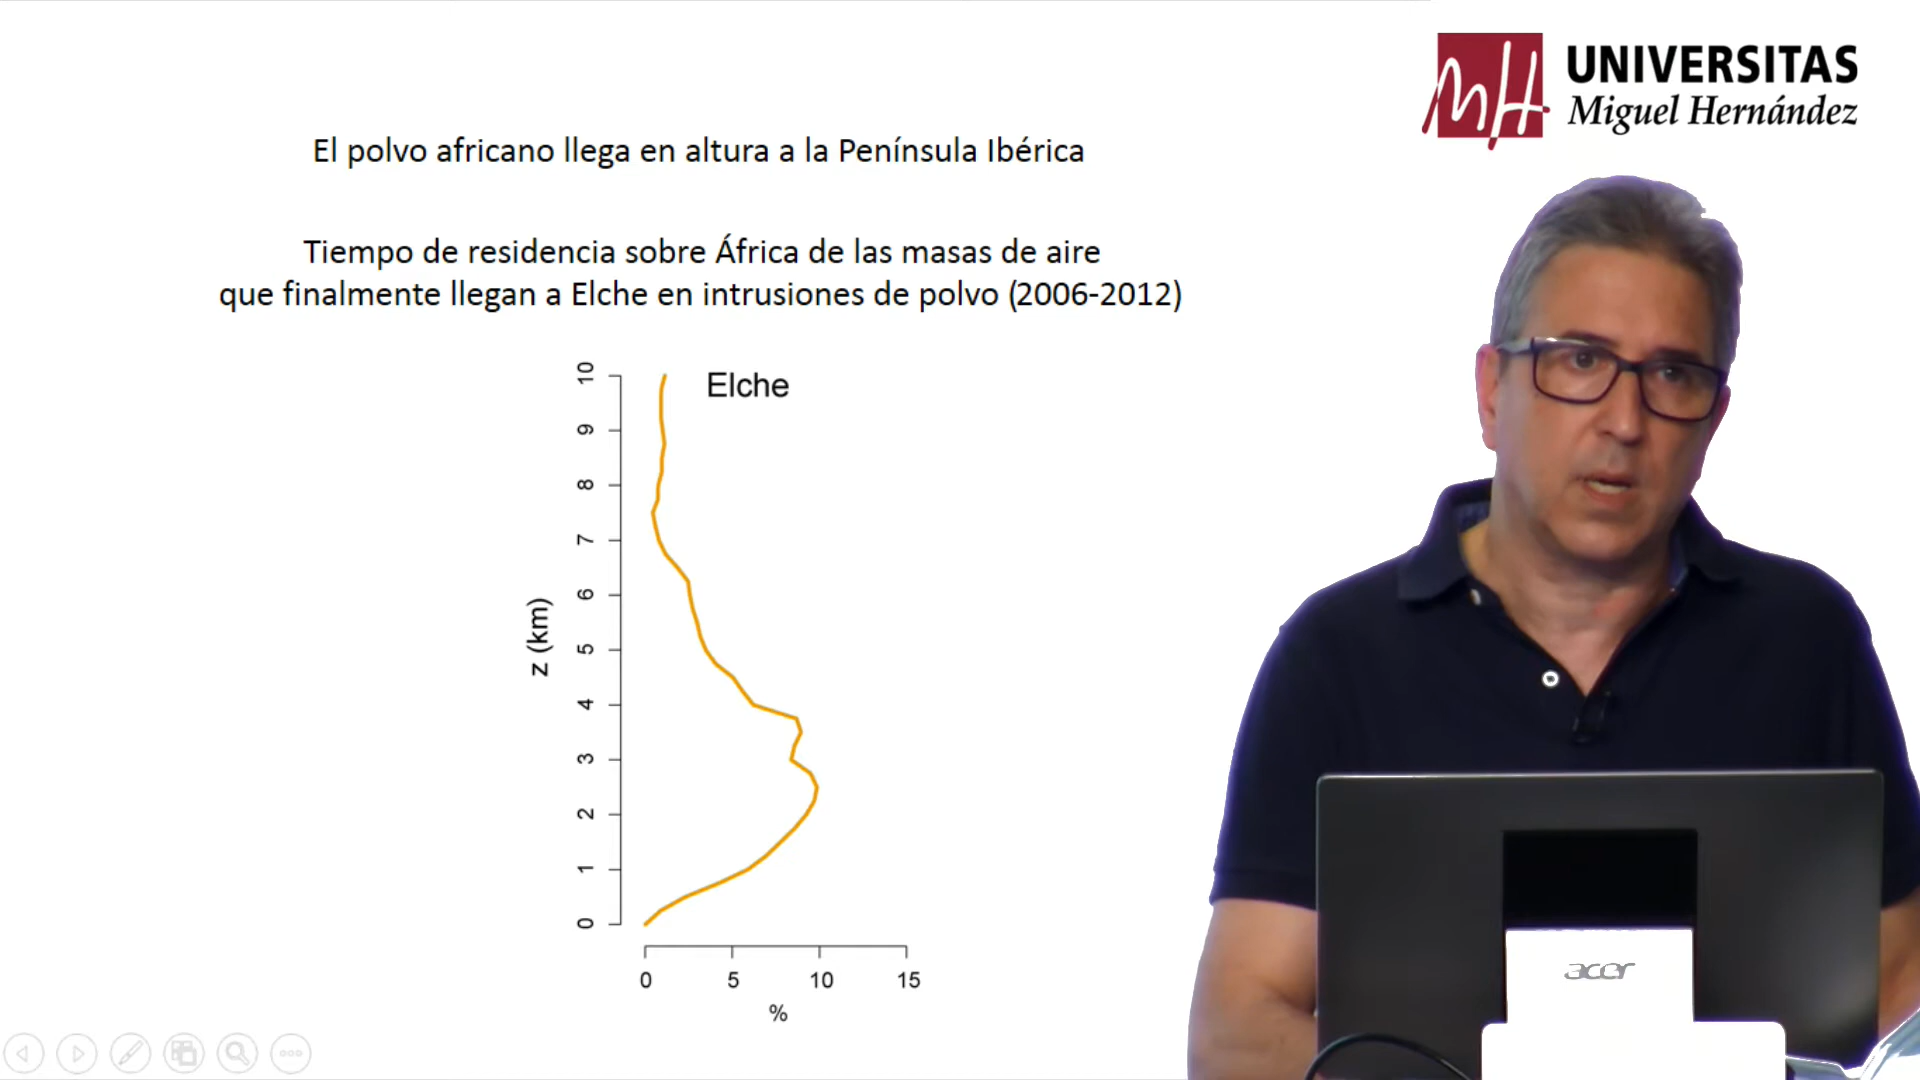 UNIVERSITAS
Miguel Hernández
El polvo africano llega en altura a la Península Ibérica
Tiempo de residencia sobre África de las masas de aire
que finalmente llegan a Elche en intrusiones de polvo (2006-2012)
Elche
10
9
8
7
6
5
4
3
2
1
0
z (km)
0 5 10 15
%
acer